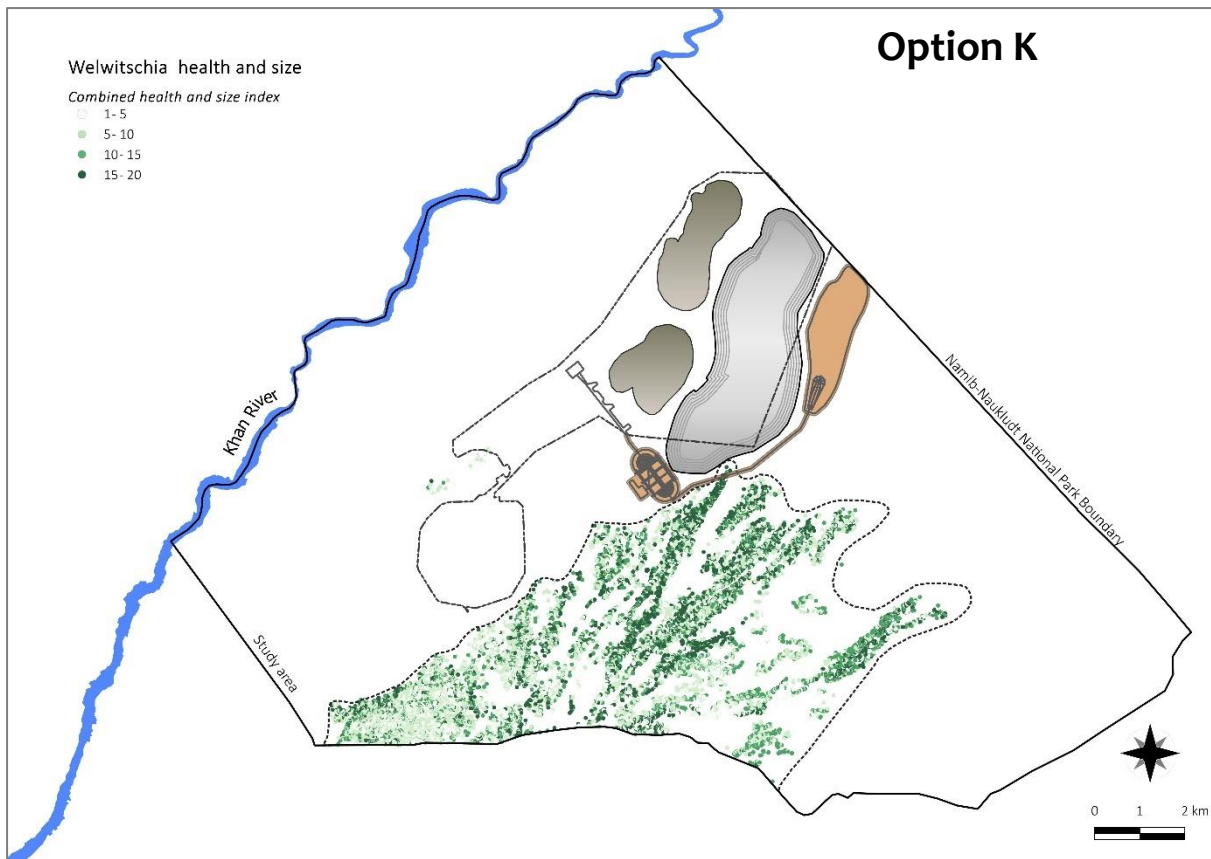 Option K
Welwitschia health and size
Combined health and size index
1- 5
5- 10
10- 15
15- 20
Khan River
Namib-Naukludt National Park Boundary
Study area
0 1 2 km